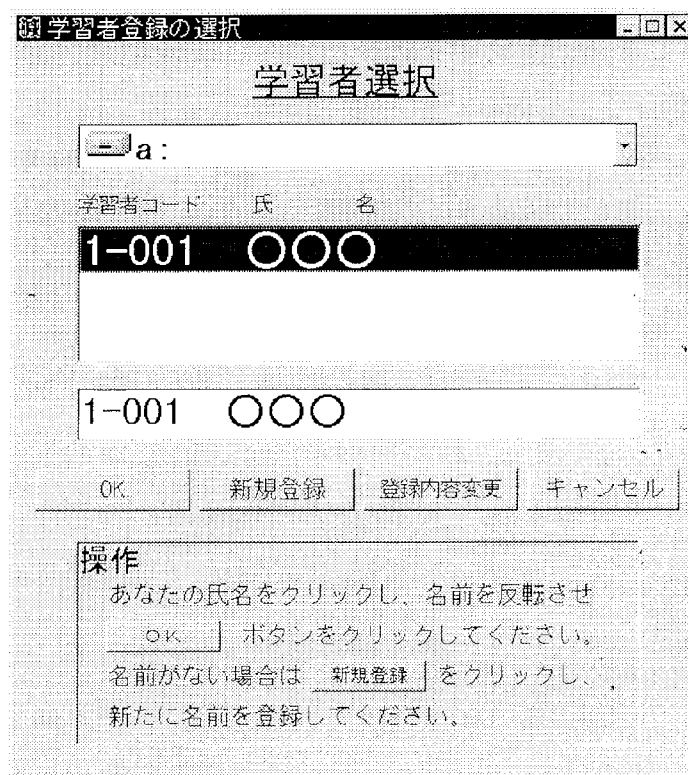 学習者登録の選択
学習者選択
a:
学習者コード 氏 名
1-001 ○○○
1-001 ○○○
OK 新規登録 登録内容変更 キャンセル
操作
あなたの氏名をクリックし、名前を反転させ
OK ボタンをクリックしてください。
名前がない場合は 新規登録 をクリックし、
新たに名前を登録してください。